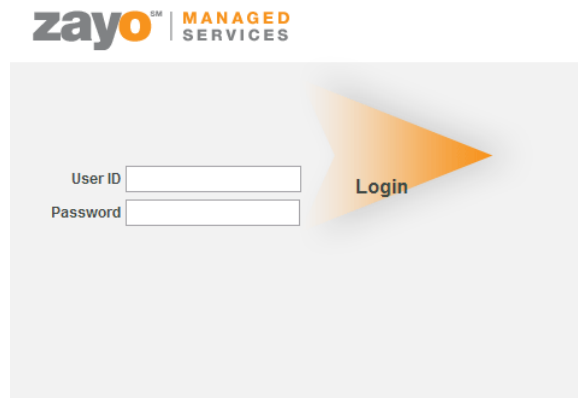 zayo℠ | MANAGED
SERVICES
User ID
Login
Password